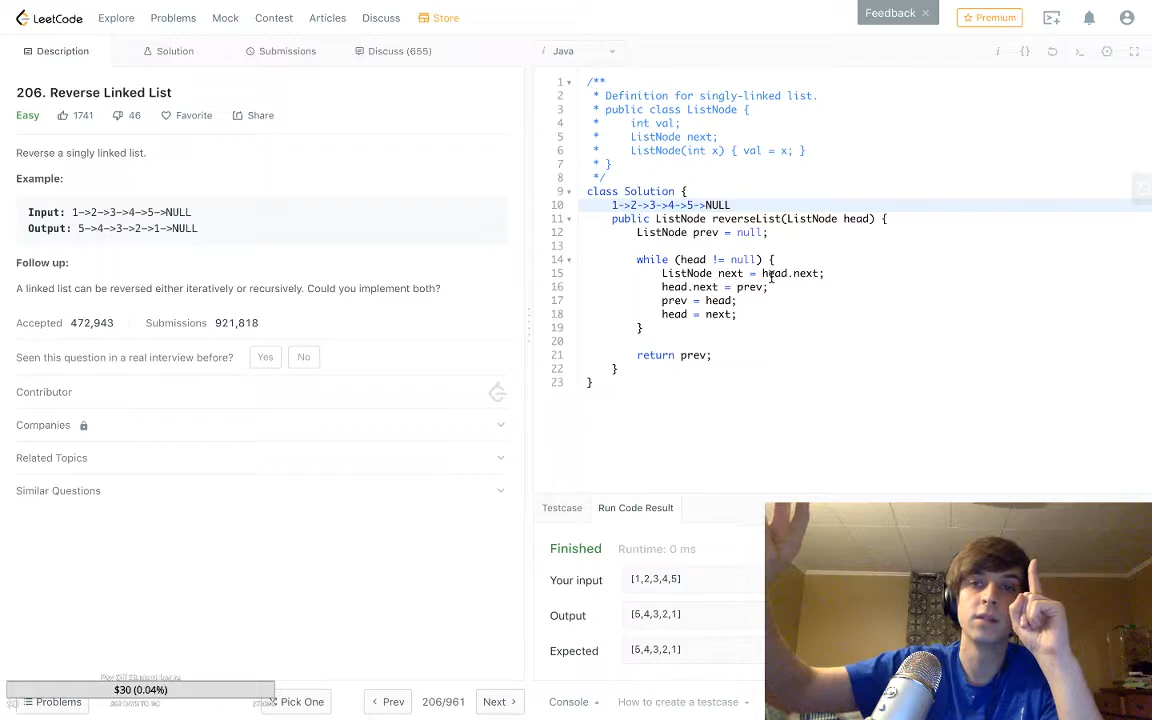 LeetCode Explore Problems Mock Contest Articles Discuss Store Feedback × Premium
Description Solution Submissions Discuss (655) i Java
206. Reverse Linked List
Easy 1741 46 Favorite Share
Reverse a singly linked list.
Example:
Input: 1->2->3->4->5->NULL
Output: 5->4->3->2->1->NULL
Follow up:
A linked list can be reversed either iteratively or recursively. Could you implement both?
Accepted 472,943 Submissions 921,818
Seen this question in a real interview before? Yes No
Contributor
Companies
Related Topics
Similar Questions
1 /**
2 * Definition for singly-linked list.
3 * public class ListNode {
4 * int val;
5 * ListNode next;
6 * ListNode(int x) { val = x; }
7 * }
8 */
9 class Solution {
10 1->2->3->4->5->NULL
11 public ListNode reverseList(ListNode head) {
12 ListNode prev = null;
13
14 while (head != null) {
15 ListNode next = head.next;
16 head.next = prev;
17 prev = head;
18 head = next;
19 }
20
21 return prev;
22 }
23 }
Testcase Run Code Result
Finished Runtime: 0 ms
Your input [1,2,3,4,5]
Output [5,4,3,2,1]
Expected [5,4,3,2,1]
$30 (0.04%)
Problems Pick One < Prev 206/961 Next > Console How to create a testcase